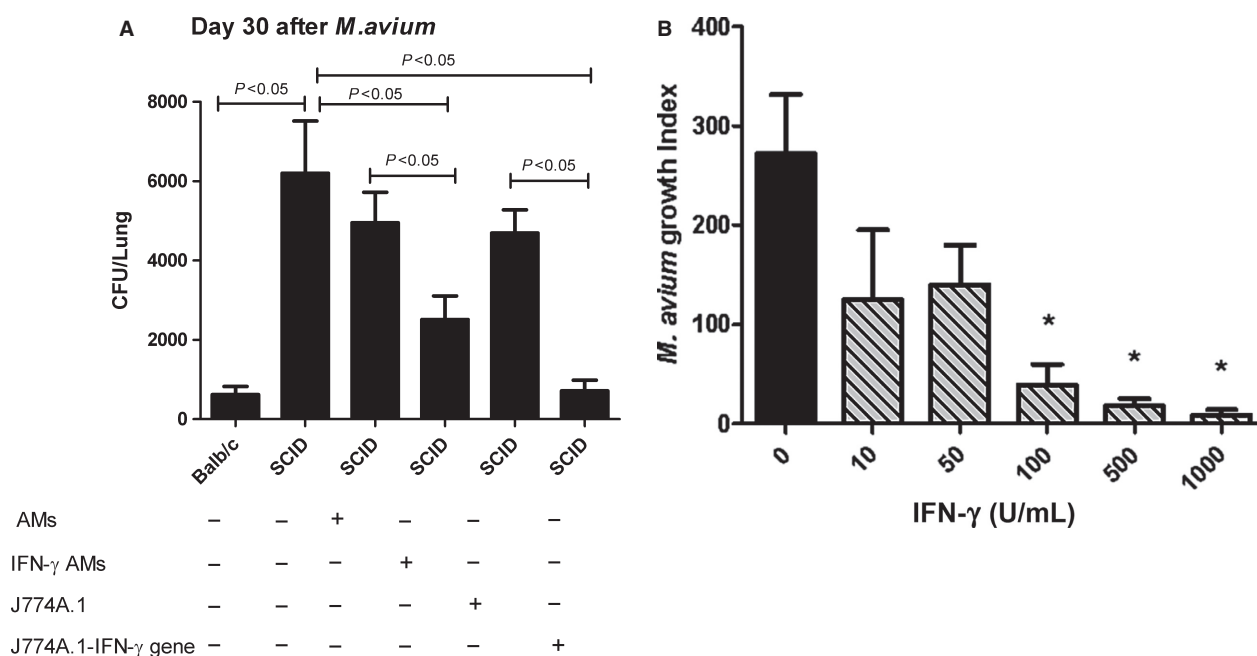 A Day 30 after M.avium
P<0.05
P<0.05 P<0.05
P<0.05 P<0.05
CFU/Lung
8000
6000
4000
2000
0
Balb/c SCID SCID SCID SCID SCID
AMs – – + – – –
IFN-γ AMs – – – + – –
J774A.1 – – – – + –
J774A.1-IFN-γ gene – – – – – +
B
M. avium growth Index
400
300
200
100
0
* * *
0 10 50 100 500 1000
IFN-γ (U/mL)